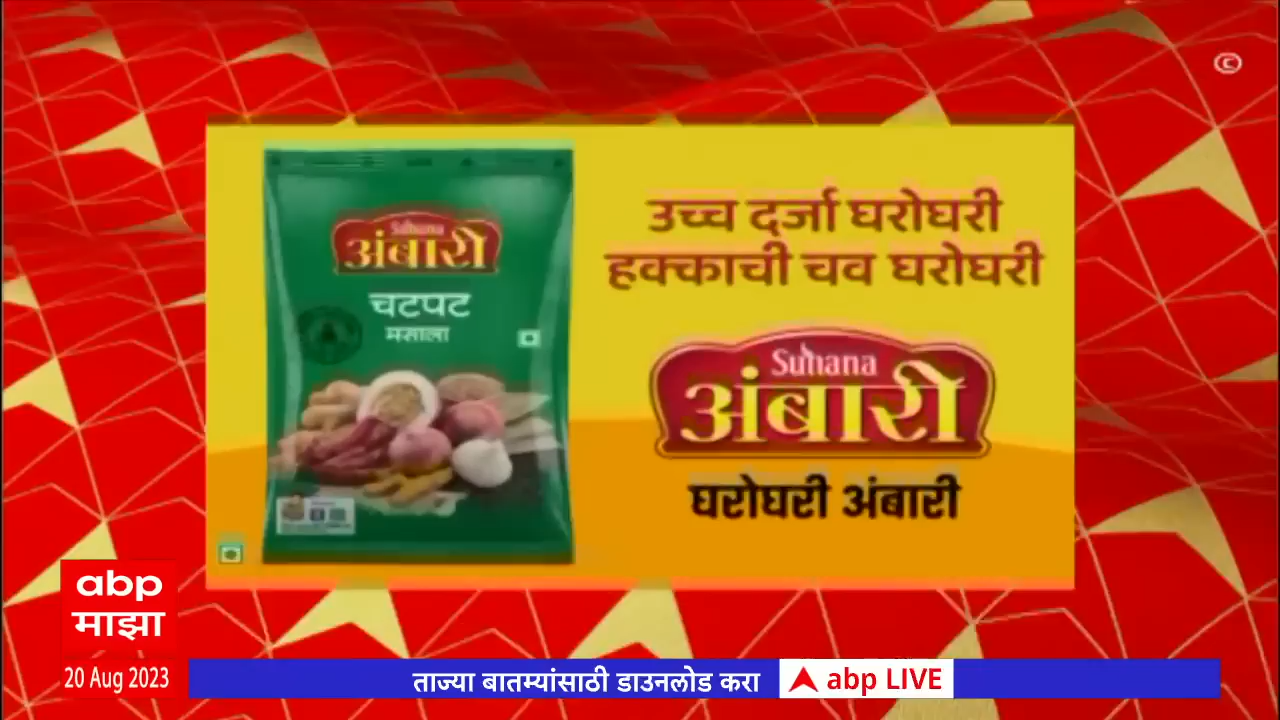 ©
Suhana
अंबारी
चटपट
मसाला
उच्च दर्जा घरोघरी
हक्काची चव घरोघरी
Suhana
अंबारी
घरोघरी अंबारी
abp
माझा
20 Aug 2023
ताज्या बातम्यांसाठी डाउनलोड करा
abp LIVE